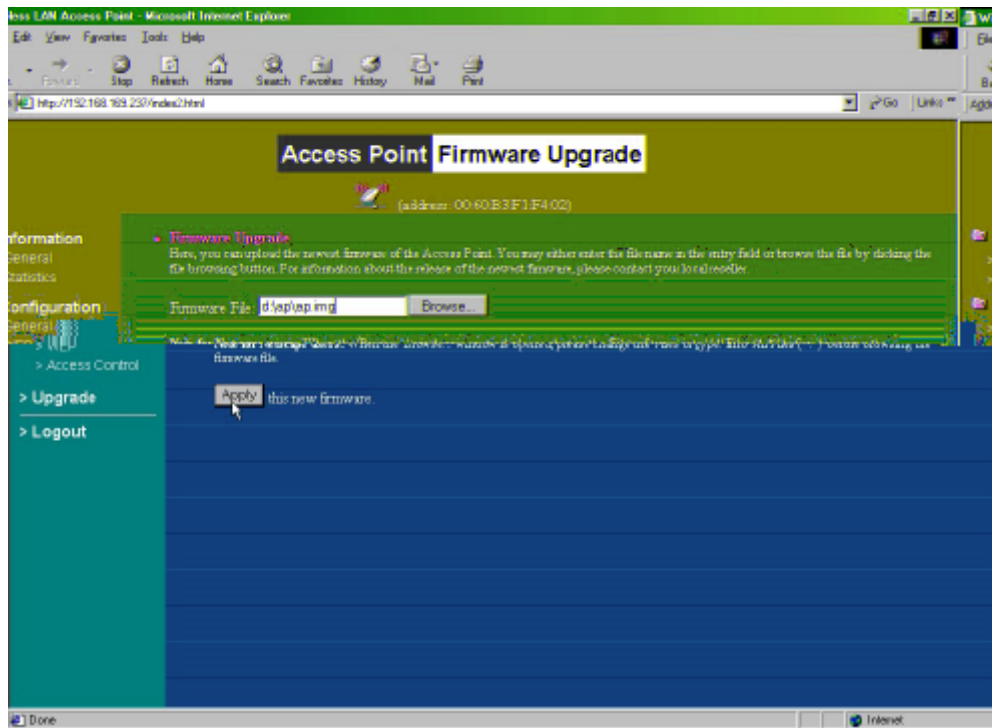 less LAN Access Point - Microsoft Internet Explorer
Edit View Favorites Tools Help
Forward Stop Refresh Home Search Favorites History Mail Print
http://192.168.169.237/index2.html Go Links
Access Point Firmware Upgrade
(address: 00:60:B3:F1:F4:02)
nformation
General
Statistics
onfiguration
General
> Access Control
> Upgrade
> Logout
Firmware Upgrade
Here, you can upload the newest firmware of the Access Point. You may either enter the file name in the entry field or browse the file by clicking the
file browsing button. For information about the release of the newest firmware, please contact your local reseller.
Firmware File: d:\ap\ap.img Browse...
browsing the
firmware file.
Apply this new firmware.
Done Internet